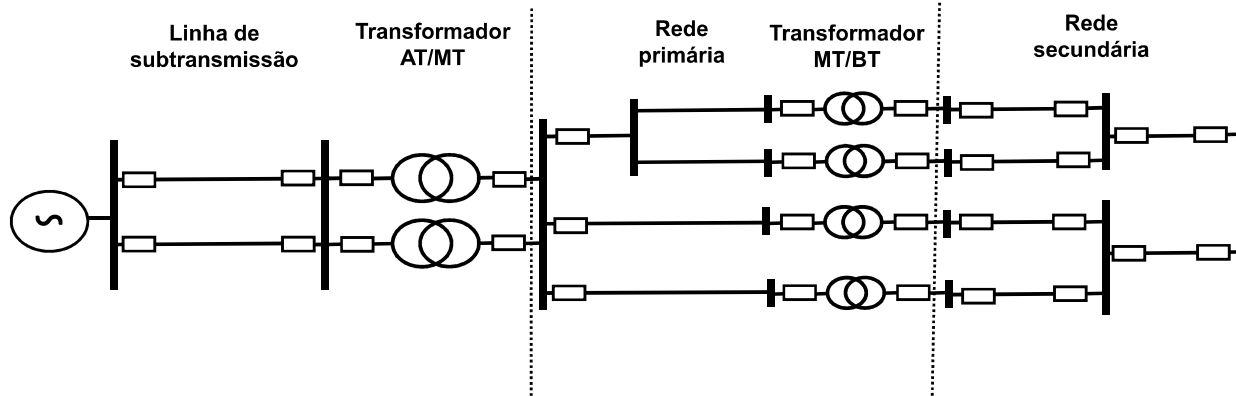 Linha de
subtransmissão
Transformador
AT/MT
Rede
primária
Transformador
MT/BT
Rede
secundária